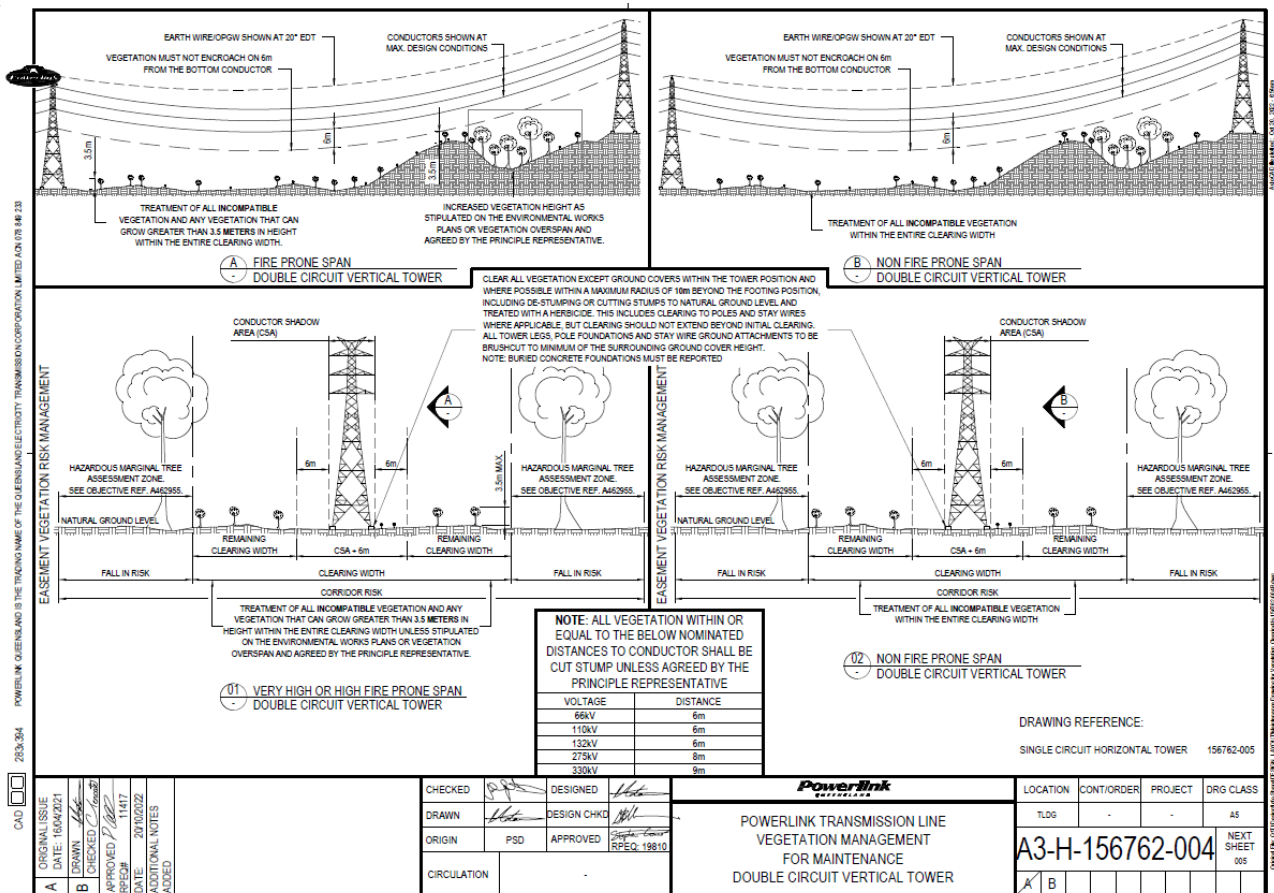 EARTH WIRE/OPGW SHOWN AT 20° EDT
CONDUCTORS SHOWN AT
MAX. DESIGN CONDITIONS
VEGETATION MUST NOT ENCROACH ON 6m
FROM THE BOTTOM CONDUCTOR
3.5m
6m
3.5m
TREATMENT OF ALL INCOMPATIBLE
VEGETATION AND ANY VEGETATION THAT CAN
GROW GREATER THAN 3.5 METERS IN HEIGHT
WITHIN THE ENTIRE CLEARING WIDTH.
INCREASED VEGETATION HEIGHT AS
STIPULATED ON THE ENVIRONMENTAL WORKS
PLANS OR VEGETATION OVERSPAN AND
AGREED BY THE PRINCIPLE REPRESENTATIVE.
A FIRE PRONE SPAN
- DOUBLE CIRCUIT VERTICAL TOWER
EARTH WIRE/OPGW SHOWN AT 20° EDT
CONDUCTORS SHOWN AT
MAX. DESIGN CONDITIONS
VEGETATION MUST NOT ENCROACH ON 6m
FROM THE BOTTOM CONDUCTOR
6m
TREATMENT OF ALL INCOMPATIBLE VEGETATION
WITHIN THE ENTIRE CLEARING WIDTH
B NON FIRE PRONE SPAN
- DOUBLE CIRCUIT VERTICAL TOWER
CLEAR ALL VEGETATION EXCEPT GROUND COVERS WITHIN THE TOWER POSITION AND
WHERE POSSIBLE WITHIN A MAXIMUM RADIUS OF 10m BEYOND THE FOOTING POSITION,
INCLUDING DE-STUMPING OR CUTTING STUMPS TO NATURAL GROUND LEVEL AND
TREATED WITH A HERBICIDE. THIS INCLUDES CLEARING TO POLES AND STAY WIRES
WHERE APPLICABLE, BUT CLEARING SHOULD NOT EXTEND BEYOND INITIAL CLEARING.
ALL TOWER LEGS, POLE FOUNDATIONS AND STAY WIRE GROUND ATTACHMENTS TO BE
BRUSHCUT TO MINIMUM OF THE SURROUNDING GROUND COVER HEIGHT.
NOTE: BURIED CONCRETE FOUNDATIONS MUST BE REPORTED
EASEMENT VEGETATION RISK MANAGEMENT
CONDUCTOR SHADOW
AREA (CSA)
A
-
6m
6m
3.5m MAX.
HAZARDOUS MARGINAL TREE
ASSESSMENT ZONE.
SEE OBJECTIVE REF. A462955.
HAZARDOUS MARGINAL TREE
ASSESSMENT ZONE.
SEE OBJECTIVE REF. A462955.
NATURAL GROUND LEVEL
REMAINING
CLEARING WIDTH
CSA + 6m
REMAINING
CLEARING WIDTH
FALL IN RISK
CLEARING WIDTH
FALL IN RISK
CORRIDOR RISK
TREATMENT OF ALL INCOMPATIBLE VEGETATION AND ANY
VEGETATION THAT CAN GROW GREATER THAN 3.5 METERS IN
HEIGHT WITHIN THE ENTIRE CLEARING WIDTH UNLESS STIPULATED
ON THE ENVIRONMENTAL WORKS PLANS OR VEGETATION
OVERSPAN AND AGREED BY THE PRINCIPLE REPRESENTATIVE.
01 VERY HIGH OR HIGH FIRE PRONE SPAN
- DOUBLE CIRCUIT VERTICAL TOWER
EASEMENT VEGETATION RISK MANAGEMENT
CONDUCTOR SHADOW
AREA (CSA)
B
-
6m
6m
HAZARDOUS MARGINAL TREE
ASSESSMENT ZONE.
SEE OBJECTIVE REF. A462955.
HAZARDOUS MARGINAL TREE
ASSESSMENT ZONE.
SEE OBJECTIVE REF. A462955.
NATURAL GROUND LEVEL
REMAINING
CLEARING WIDTH
CSA + 6m
REMAINING
CLEARING WIDTH
FALL IN RISK
CLEARING WIDTH
FALL IN RISK
CORRIDOR RISK
TREATMENT OF ALL INCOMPATIBLE VEGETATION
WITHIN THE ENTIRE CLEARING WIDTH
02 NON FIRE PRONE SPAN
- DOUBLE CIRCUIT VERTICAL TOWER
NOTE: ALL VEGETATION WITHIN OR
EQUAL TO THE BELOW NOMINATED
DISTANCES TO CONDUCTOR SHALL BE
CUT STUMP UNLESS AGREED BY THE
PRINCIPLE REPRESENTATIVE
VOLTAGE DISTANCE
66kV 6m
110kV 6m
132kV 6m
275kV 8m
330kV 9m
DRAWING REFERENCE:
SINGLE CIRCUIT HORIZONTAL TOWER 156762-005
POWERLINK QUEENSLAND IS THE TRADING NAME OF THE QUEENSLAND ELECTRICITY TRANSMISSION CORPORATION LIMITED ACN 078 849 233
283x394
CAD
A ORIGINAL ISSUE
DATE: 16/04/2021
B DRAWN
CHECKED
APPROVED
RPEQ# 11417
DATE: 20/10/2022
ADDITIONAL NOTES
ADDED
CHECKED
DESIGNED
DRAWN
DESIGN CHKD
ORIGIN PSD
APPROVED
RPEQ: 19810
CIRCULATION -
Powerlink
QUEENSLAND
POWERLINK TRANSMISSION LINE
VEGETATION MANAGEMENT
FOR MAINTENANCE
DOUBLE CIRCUIT VERTICAL TOWER
LOCATION CONT/ORDER PROJECT DRG CLASS
TLDG - - A5
A3-H-156762-004
NEXT
SHEET
005
A B